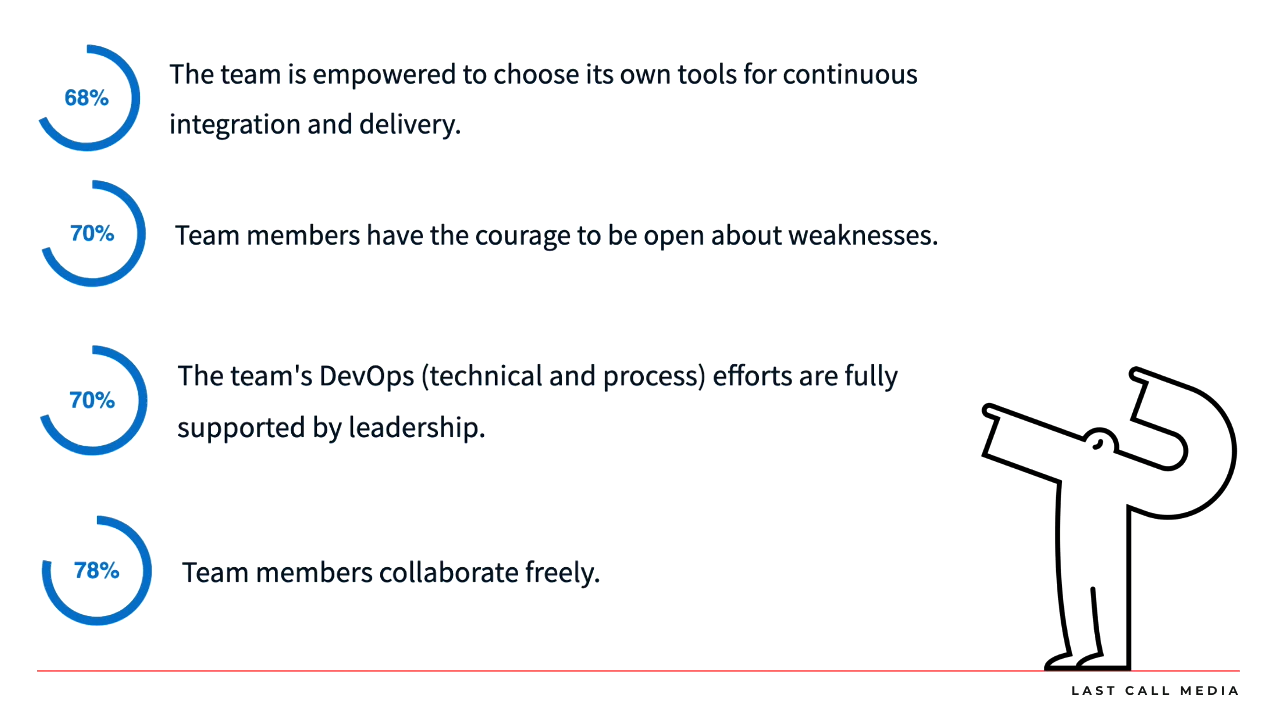 68%
The team is empowered to choose its own tools for continuous
integration and delivery.
70%
Team members have the courage to be open about weaknesses.
70%
The team's DevOps (technical and process) efforts are fully
supported by leadership.
78%
Team members collaborate freely.
LAST CALL MEDIA